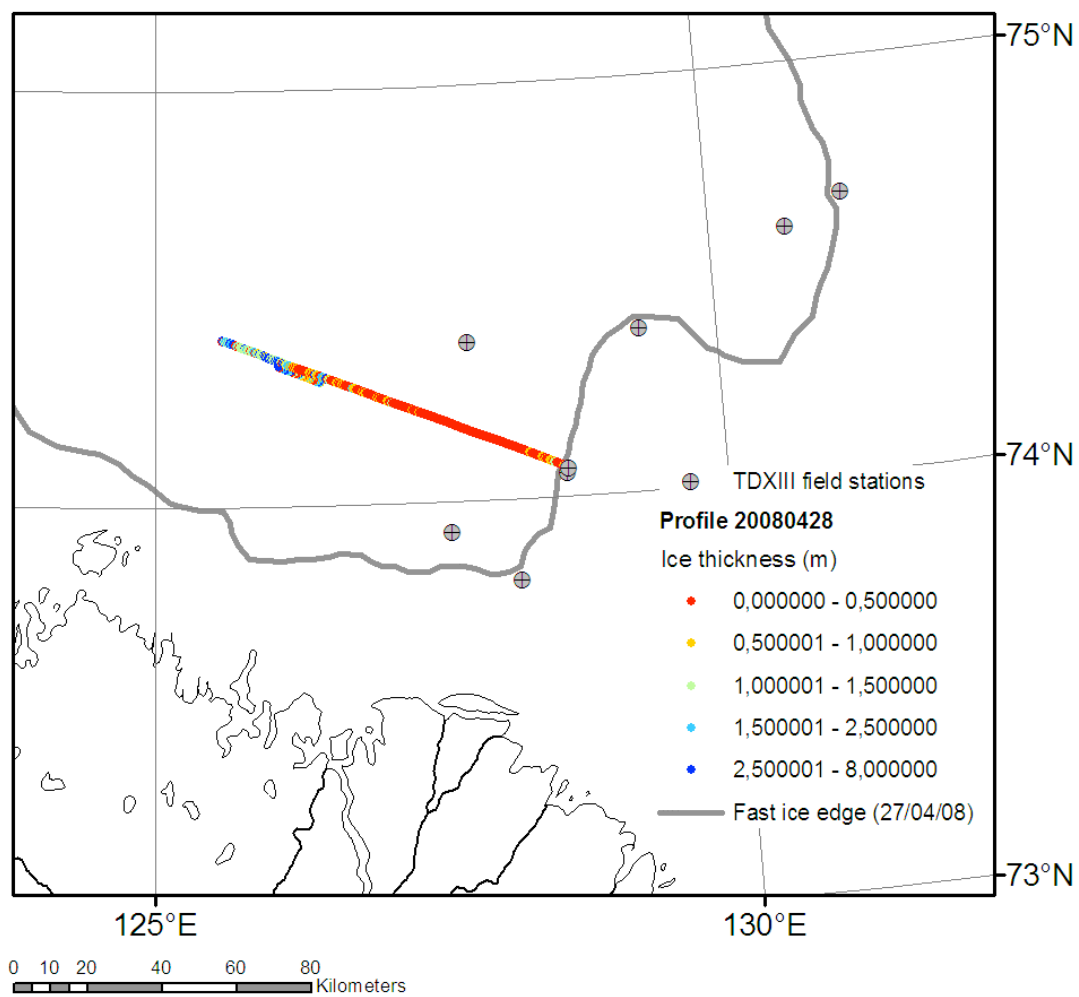 75°N
74°N
TDXIII field stations
Profile 20080428
Ice thickness (m)
0,000000 - 0,500000
0,500001 - 1,000000
1,000001 - 1,500000
1,500001 - 2,500000
2,500001 - 8,000000
Fast ice edge (27/04/08)
73°N
125°E 130°E
0 10 20 40 60 80
Kilometers